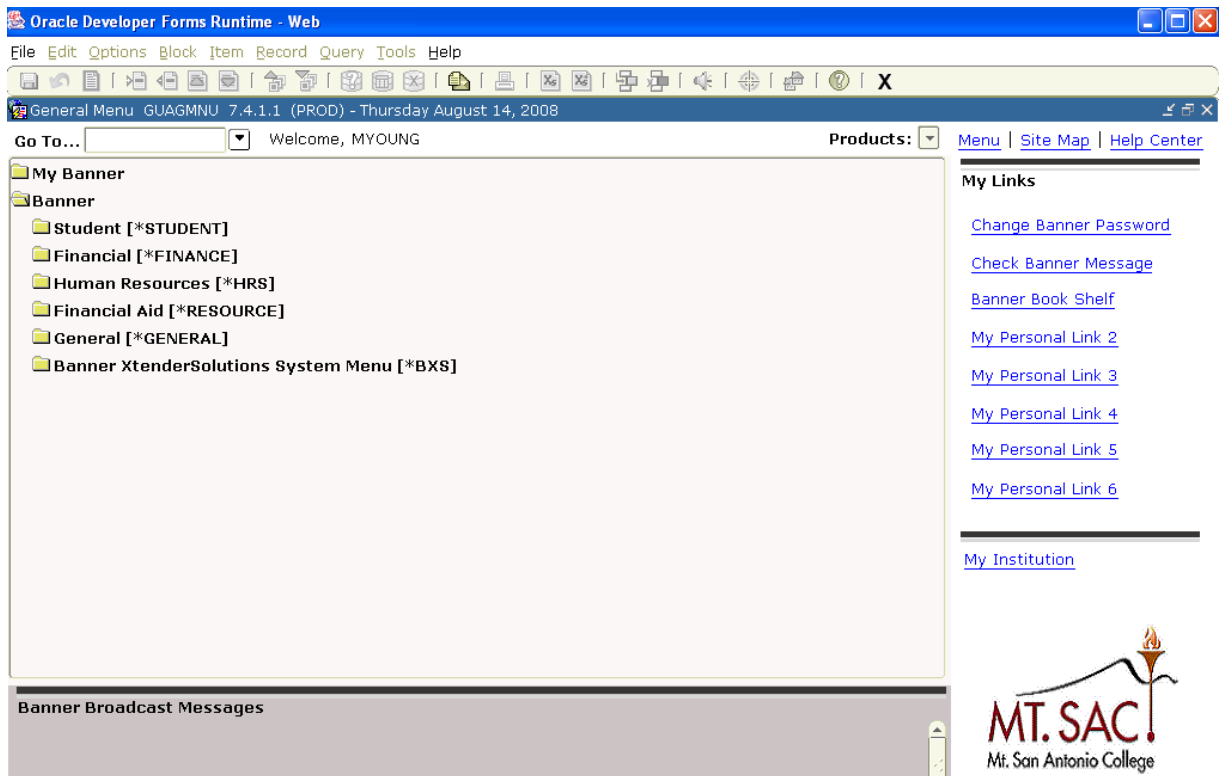 Oracle Developer Forms Runtime - Web
File Edit Options Block Item Record Query Tools Help
X
General Menu GUAGMNU 7.4.1.1 (PROD) - Thursday August 14, 2008
Go To... Welcome, MYOUNG Products: Menu | Site Map | Help Center
My Banner
Banner
Student [*STUDENT]
Financial [*FINANCE]
Human Resources [*HRS]
Financial Aid [*RESOURCE]
General [*GENERAL]
Banner XtenderSolutions System Menu [*BXS]
My Links
Change Banner Password
Check Banner Message
Banner Book Shelf
My Personal Link 2
My Personal Link 3
My Personal Link 4
My Personal Link 5
My Personal Link 6
My Institution
MT. SAC
Mt. San Antonio College
Banner Broadcast Messages